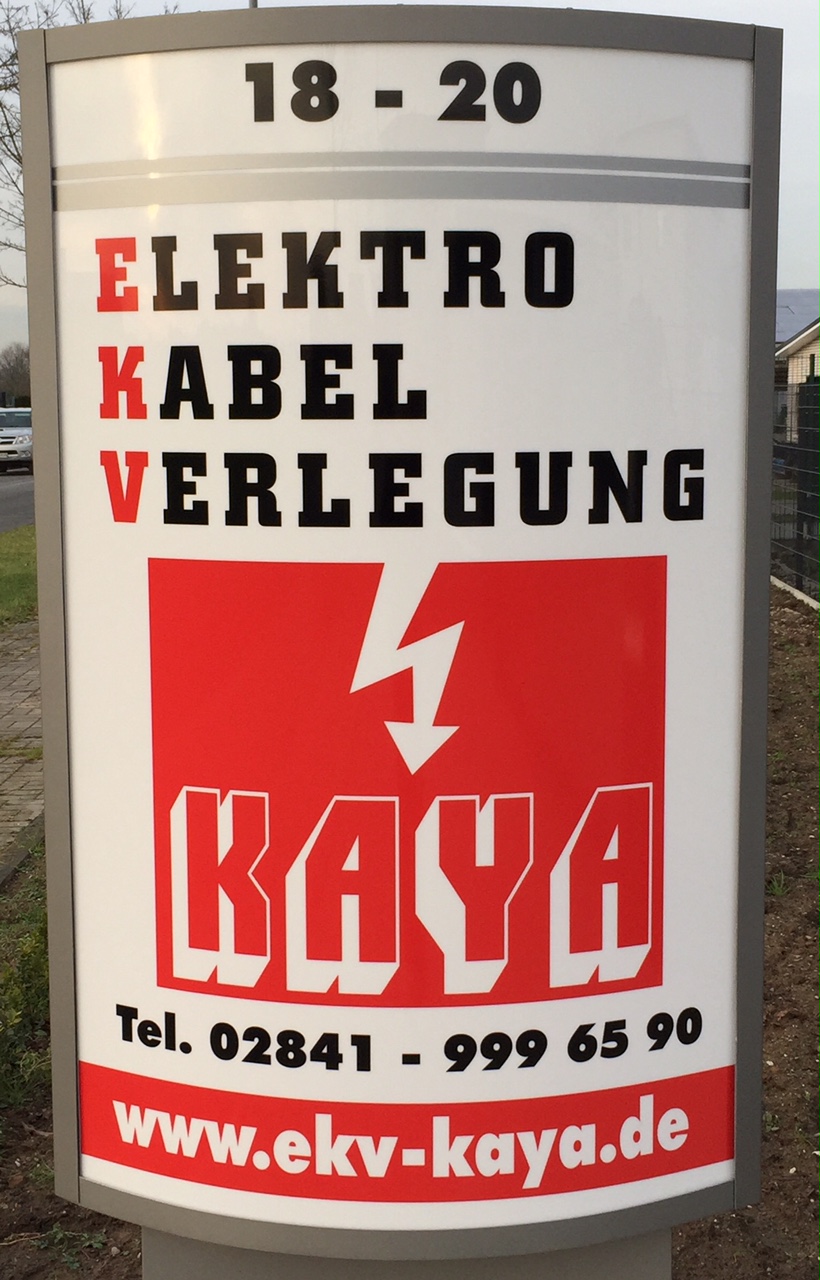 18 - 20
ELEKTRO
KABEL
VERLEGUNG
KAYA
Tel. 02841 - 999 65 90
www.ekv-kaya.de